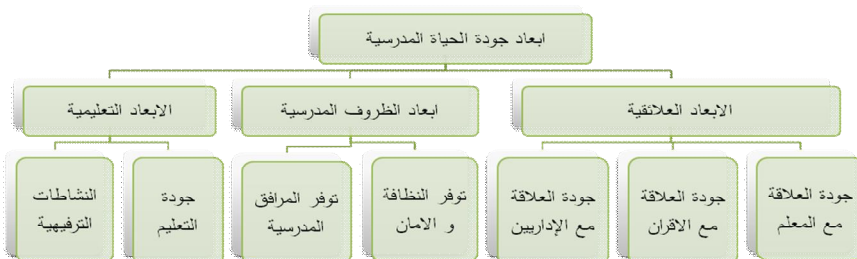 ابعاد جودة الحياة المدرسية
الابعاد العلائقية
ابعاد الظروف المدرسية
الابعاد التعليمية
جودة العلاقة
مع المعلم
جودة العلاقة
مع الاقران
جودة العلاقة
مع الإداريين
توفر النظافة
و الامان
توفر المرافق
المدرسية
جودة
التعليم
النشاطات
الترفيهية